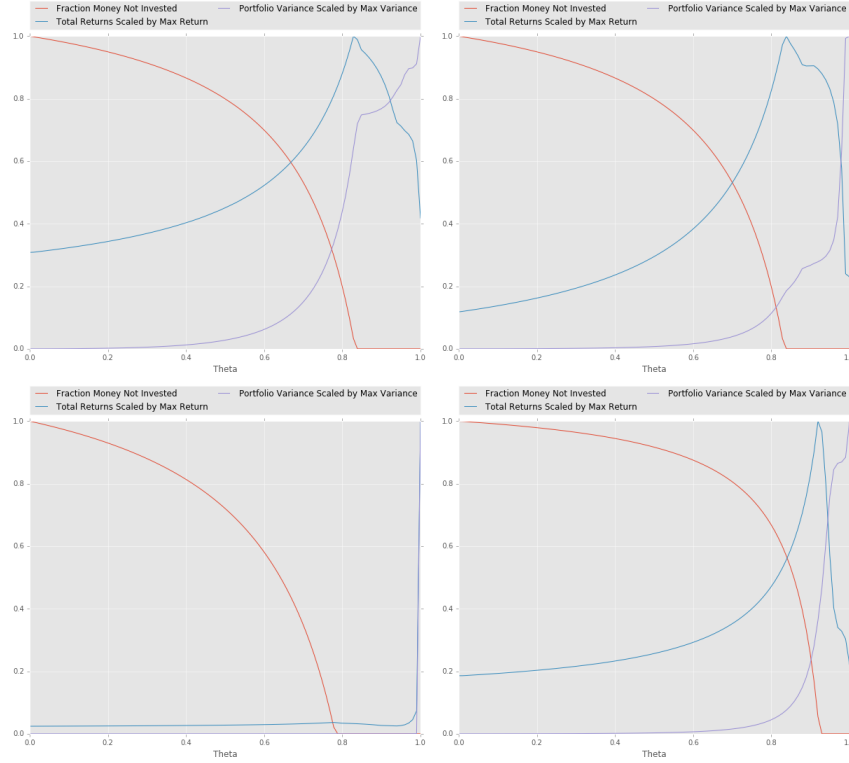 Fraction Money Not Invested Portfolio Variance Scaled by Max Variance
Total Returns Scaled by Max Return
1.0
0.8
0.6
0.4
0.2
0.0
0.0 0.2 0.4 0.6 0.8 1.0
Theta
Fraction Money Not Invested Portfolio Variance Scaled by Max Variance
Total Returns Scaled by Max Return
1.0
0.8
0.6
0.4
0.2
0.0
0.0 0.2 0.4 0.6 0.8 1.0
Theta
Fraction Money Not Invested Portfolio Variance Scaled by Max Variance
Total Returns Scaled by Max Return
1.0
0.8
0.6
0.4
0.2
0.0
0.0 0.2 0.4 0.6 0.8 1.0
Theta
Fraction Money Not Invested Portfolio Variance Scaled by Max Variance
Total Returns Scaled by Max Return
1.0
0.8
0.6
0.4
0.2
0.0
0.0 0.2 0.4 0.6 0.8 1.0
Theta